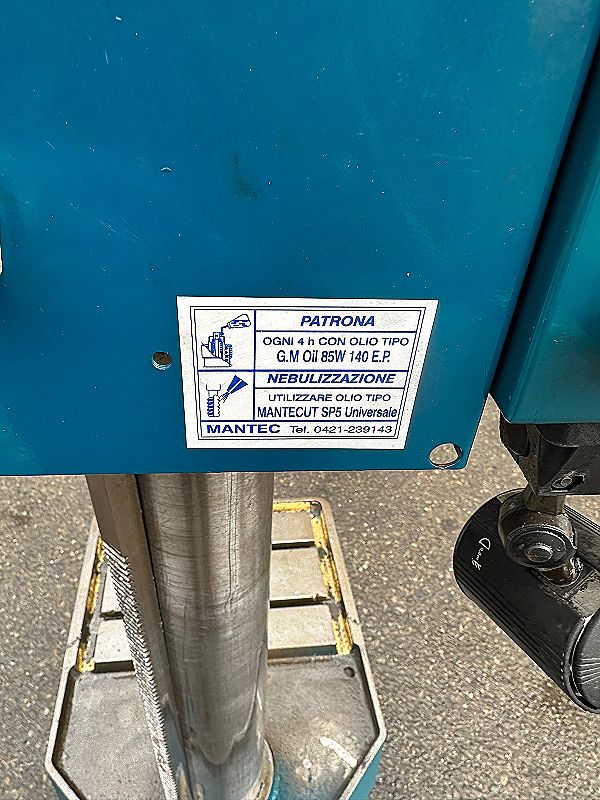 PATRONA
OGNI 4 h CON OLIO TIPO
G.M Oil 85W 140 E.P.
NEBULIZZAZIONE
UTILIZZARE OLIO TIPO
MANTECUT SP5 Universale
MANTEC Tel. 0421-239143